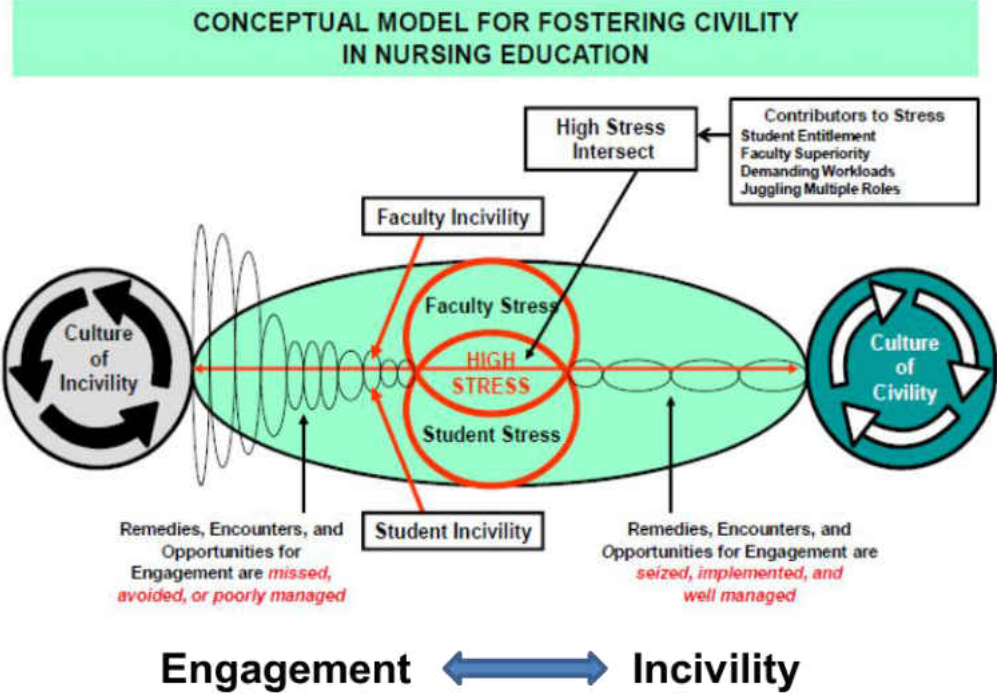 CONCEPTUAL MODEL FOR FOSTERING CIVILITY
IN NURSING EDUCATION
High Stress
Intersect
Contributors to Stress
Student Entitlement
Faculty Superiority
Demanding Workloads
Juggling Multiple Roles
Faculty Incivility
Culture
of
Incivility
Faculty Stress
HIGH
STRESS
Student Stress
Culture
of
Civility
Student Incivility
Remedies, Encounters, and
Opportunities for
Engagement are missed,
avoided, or poorly managed
Remedies, Encounters, and
Opportunities for Engagement are
seized, implemented, and
well managed
Engagement Incivility